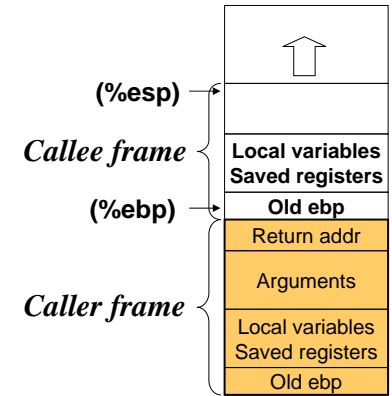 (%esp)
Callee frame
Local variables
Saved registers
(%ebp)
Old ebp
Return addr
Arguments
Caller frame
Local variables
Saved registers
Old ebp